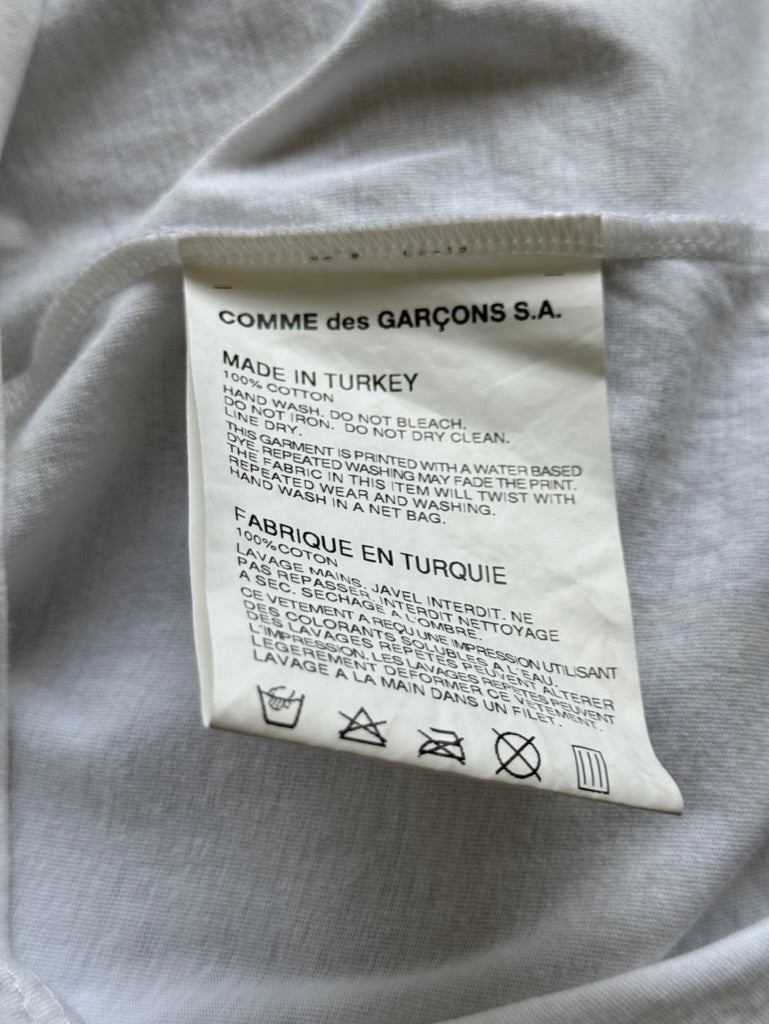 COMME des GARÇONS S.A.
MADE IN TURKEY
100% COTTON
HAND WASH. DO NOT BLEACH.
DO NOT IRON. DO NOT DRY CLEAN.
LINE DRY.
THIS GARMENT IS PRINTED WITH A WATER BASED
DYE. REPEATED WASHING MAY FADE THE PRINT.
THE FABRIC IN THIS ITEM WILL TWIST WITH
REPEATED WEAR AND WASHING.
HAND WASH IN A NET BAG.
FABRIQUE EN TURQUIE
100%COTON
LAVAGE MAINS. JAVEL INTERDIT. NE
PAS REPASSER. INTERDIT NETTOYAGE
A SEC. SECHAGE A L'OMBRE.
CE VETEMENT A REÇU UNE IMPRESSION UTILISANT
DES COLORANTS SOLUBLES A L'EAU.
DES LAVAGES REPETES PEUVENT ALTERER
L'IMPRESSION. LES LAVAGES REPETES PEUVENT
LEGEREMENT DEFORMER CE VETEMENT.
LAVAGE A LA MAIN DANS UN FILET.